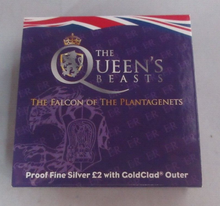 THE
QUEEN'S
BEASTS
THE FALCON OF THE PLANTAGENETS
Proof Fine Silver £2 with GoldClad® Outer